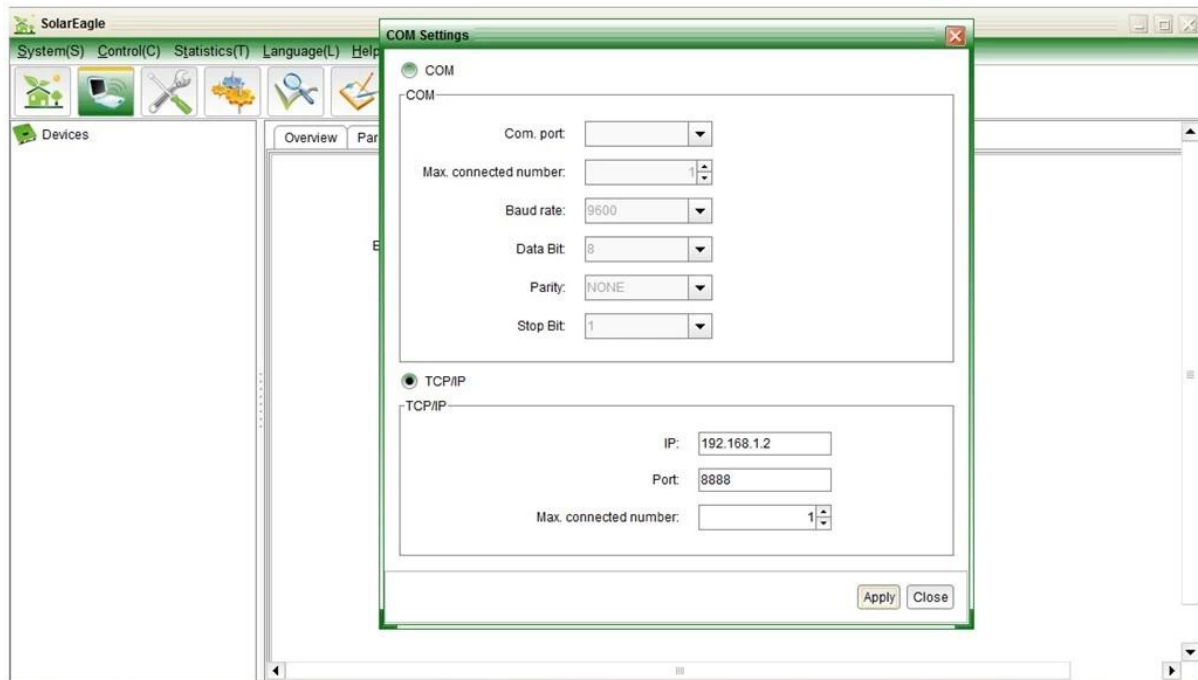 SolarEagle
System(S) Control(C) Statistics(T) Language(L) Help
COM Settings
COM
COM
Devices
Overview Par
Com. port:
Max. connected number: 1
Baud rate: 9600
E
Data Bit: 8
Parity: NONE
Stop Bit: 1
TCP/IP
TCP/IP
IP: 192.168.1.2
Port: 8888
Max. connected number: 1
Apply Close